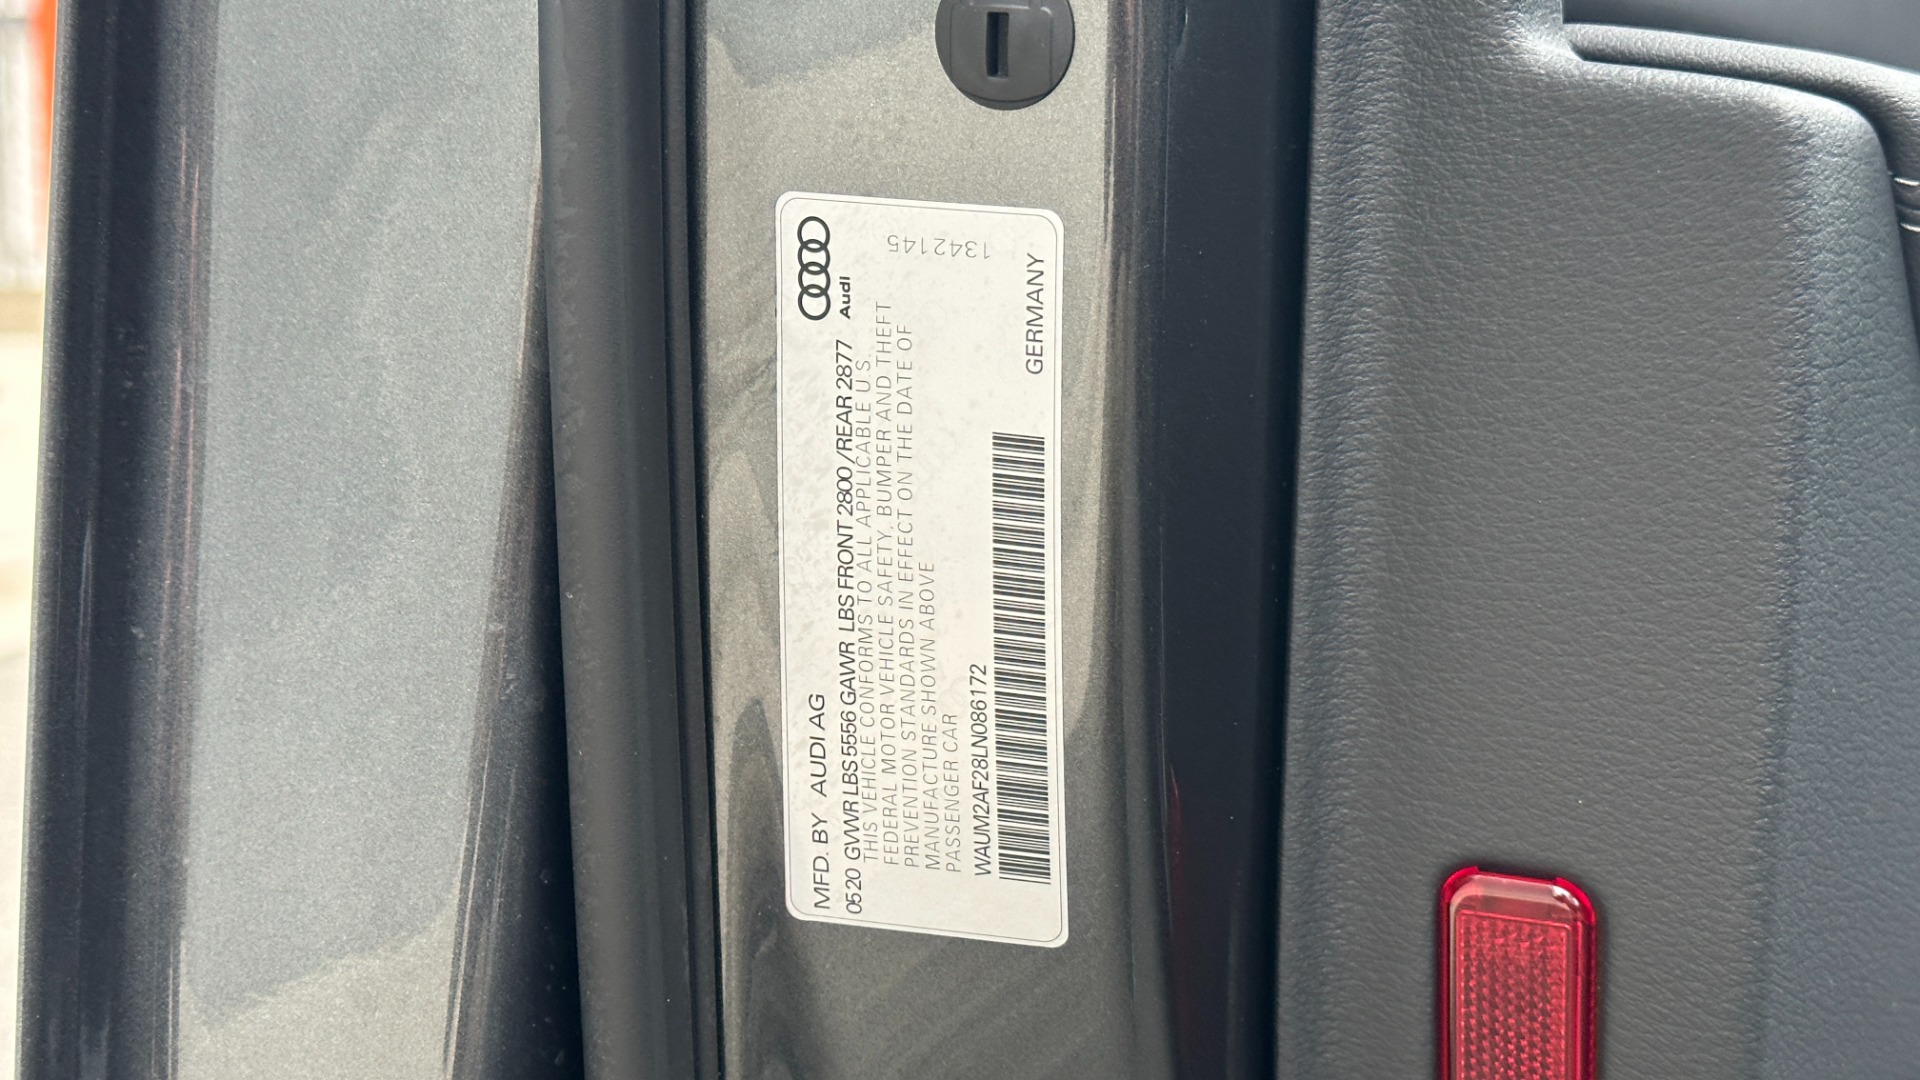 MFD. BY AUDI AG
Audi
0520 GVWR LBS 5556 GAWR LBS FRONT 2800/REAR 2877
THIS VEHICLE CONFORMS TO ALL APPLICABLE U.S.
FEDERAL MOTOR VEHICLE SAFETY, BUMPER AND THEFT
PREVENTION STANDARDS IN EFFECT ON THE DATE OF
MANUFACTURE SHOWN ABOVE
PASSENGER CAR
1342145
WAUM2AF28LN086172
GERMANY